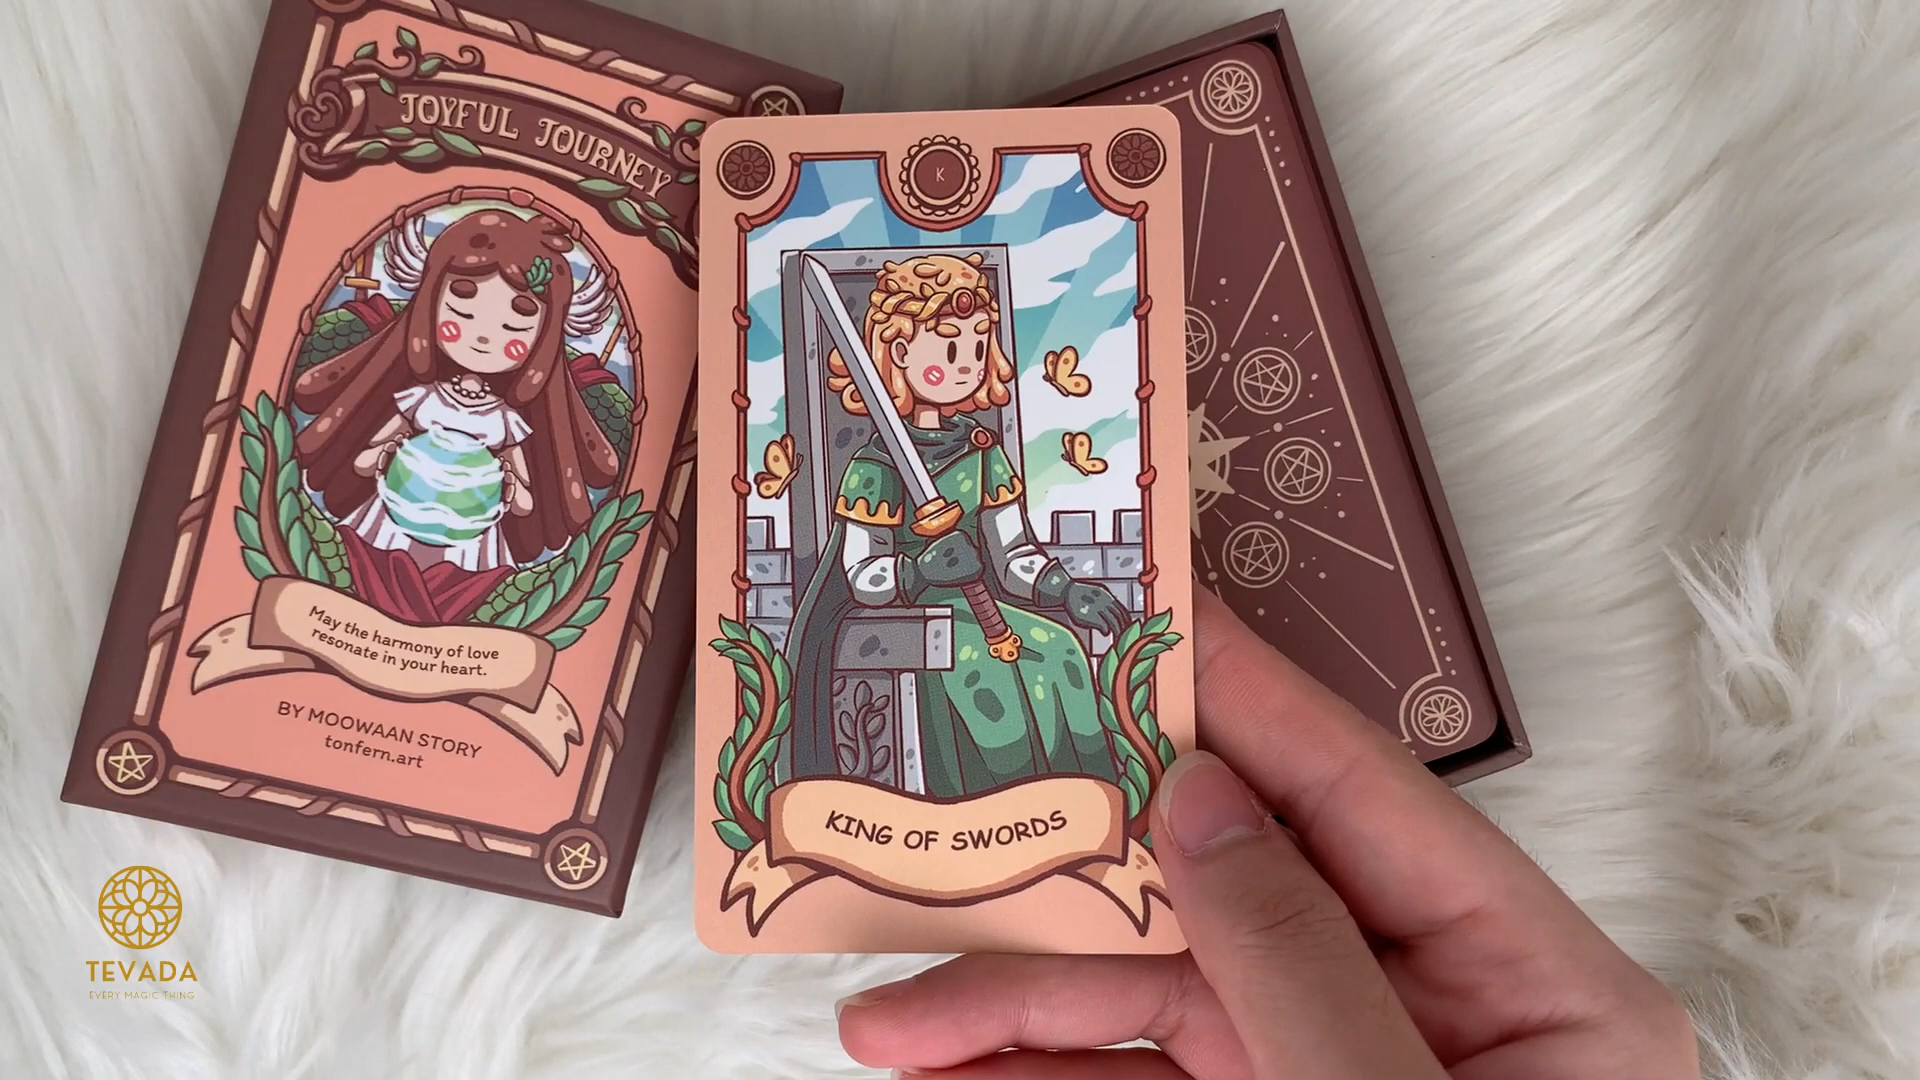 JOYFUL JOURNEY
May the harmony of love
resonate in your heart.
BY MOOWAAN STORY
tonfern.art
K
KING OF SWORDS
TEVADA
EVERY MAGIC THING